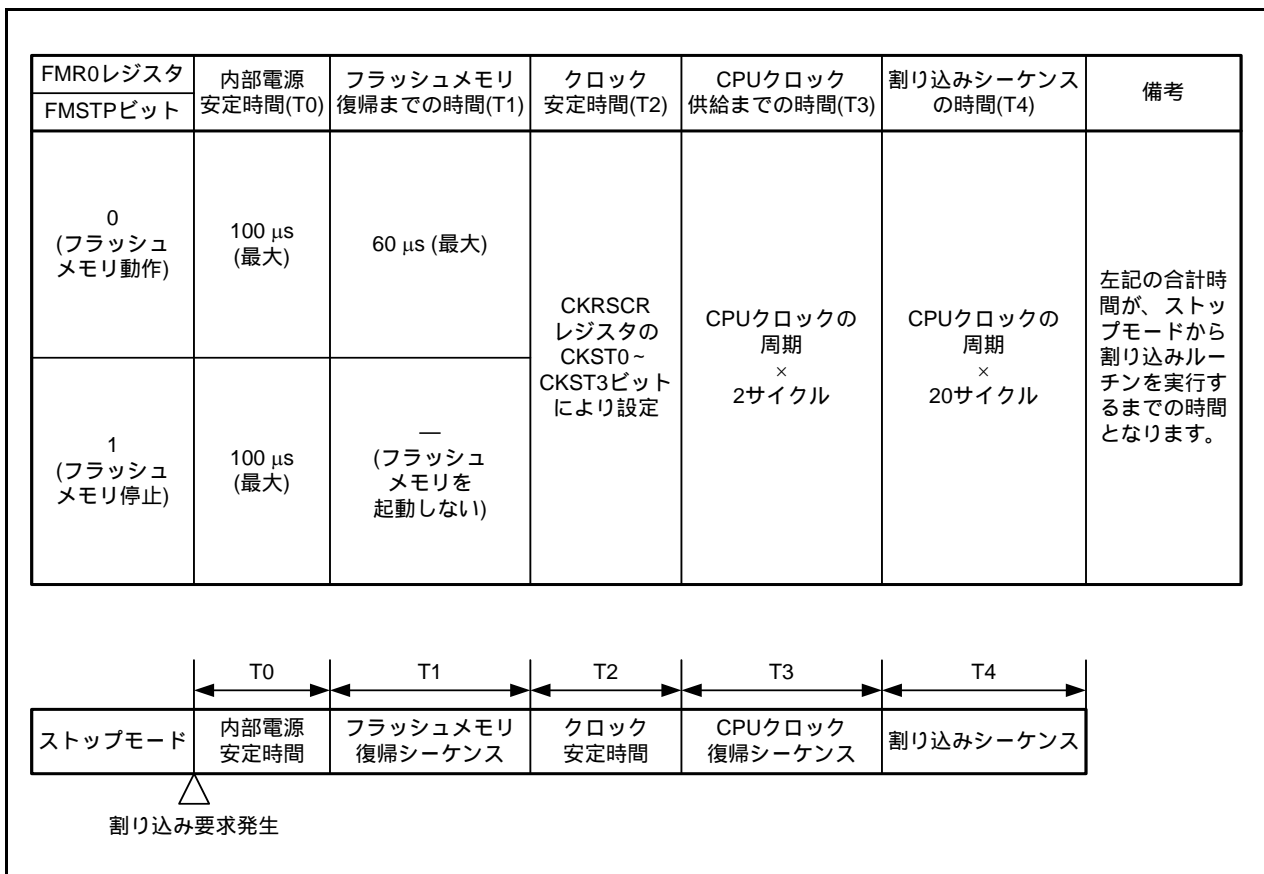 FMR0レジスタ
FMSTPビット
内部電源
安定時間(T0)
フラッシュメモリ
復帰までの時間(T1)
クロック
安定時間(T2)
CPUクロック
供給までの時間(T3)
割り込みシーケンス
の時間(T4)
備考
0
(フラッシュ
メモリ動作)
100 μs
(最大)
60 μs (最大)
CKRSCR
レジスタの
CKST0~
CKST3ビット
により設定
CPUクロックの
周期
×
2サイクル
CPUクロックの
周期
×
20サイクル
左記の合計時
間が、ストッ
プモードから
割り込みルー
チンを実行す
るまでの時間
となります。
1
(フラッシュ
メモリ停止)
100 μs
(最大)
—
(フラッシュ
メモリを
起動しない)
T0
T1
T2
T3
T4
ストップモード
内部電源
安定時間
フラッシュメモリ
復帰シーケンス
クロック
安定時間
CPUクロック
復帰シーケンス
割り込みシーケンス
割り込み要求発生